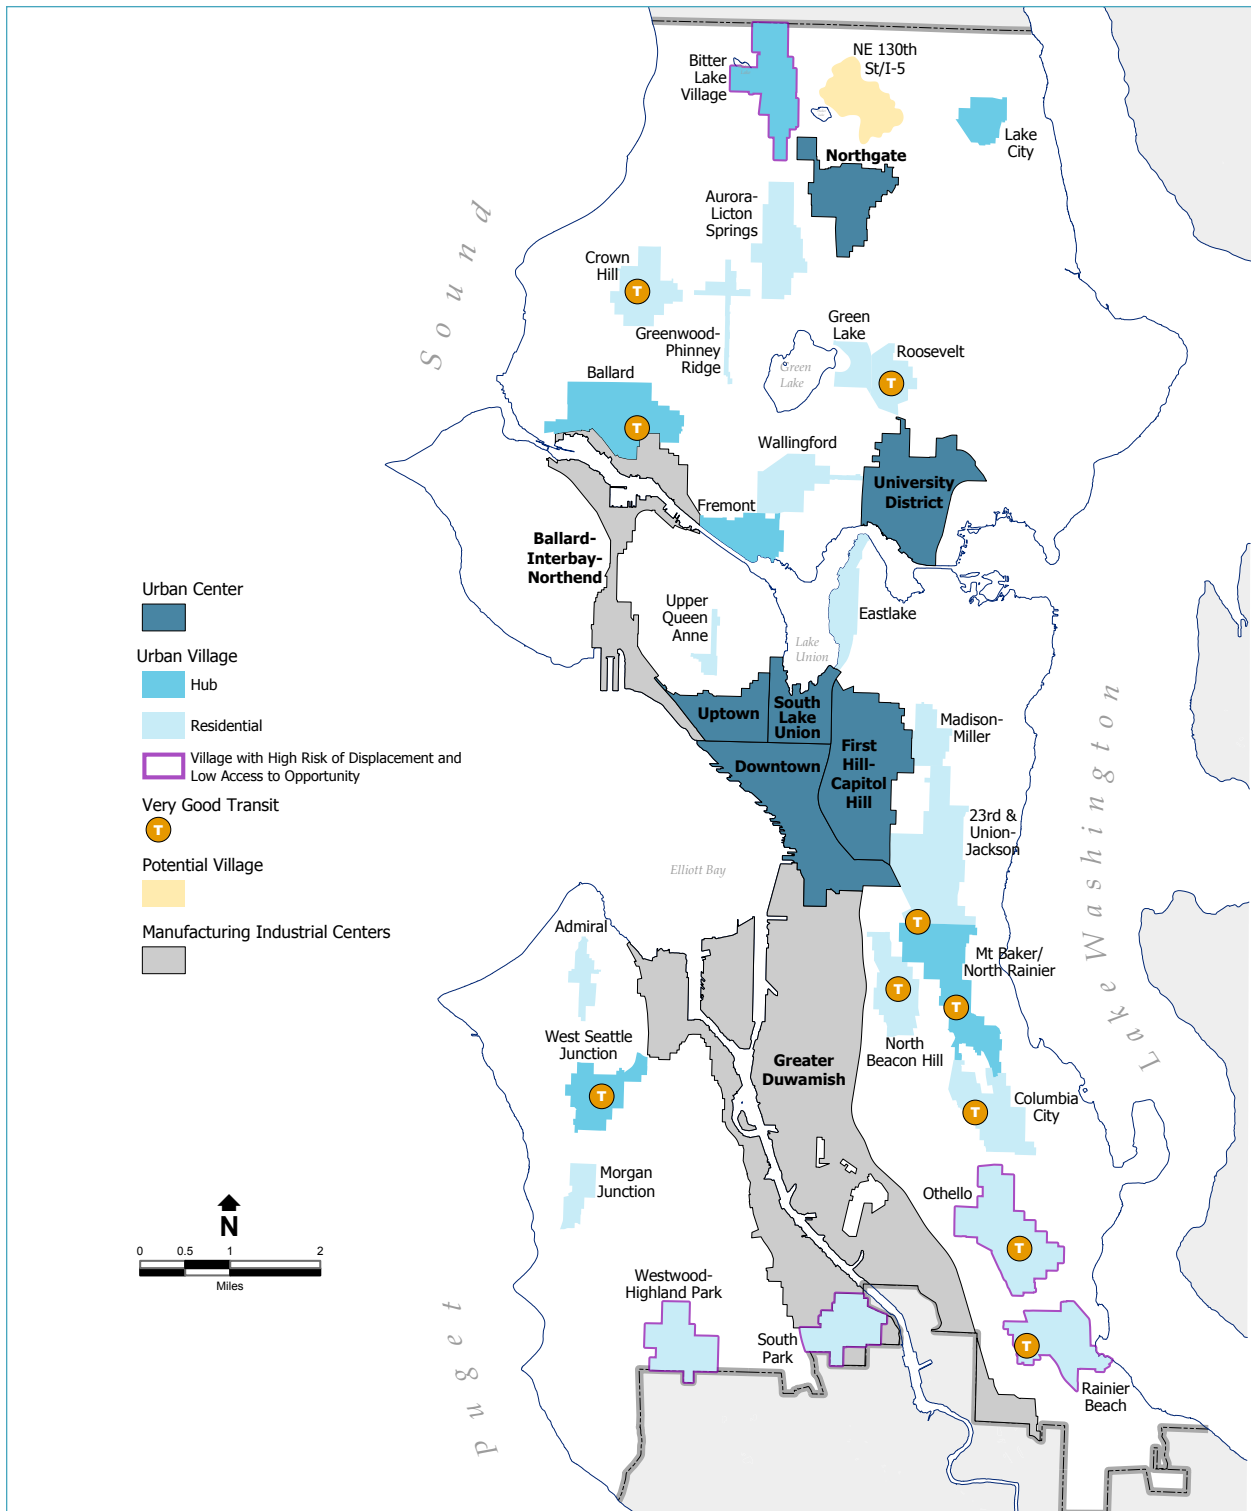 Bitter
Lake
Village
NE 130th
St/I-5
Lake
City
Northgate
Aurora-
Licton
Springs
Crown
Hill
T
Greenwood-
Phinney
Ridge
Green
Lake
Roosevelt
T
Green
Lake
Ballard
T
Sound
Wallingford
University
District
Fremont
Ballard-
Interbay-
Northend
Upper
Queen
Anne
Eastlake
Lake
Union
Urban Center
Urban Village
Hub
Residential
Village with High Risk of Displacement and
Low Access to Opportunity
Very Good Transit
T
Potential Village
Manufacturing Industrial Centers
Uptown
South
Lake
Union
Downtown
First
Hill-
Capitol
Hill
Madison-
Miller
23rd &
Union-
Jackson
Lake Washington
Elliott Bay
Admiral
T
Mt Baker/
North Rainier
T
T
North
Beacon Hill
West Seattle
Junction
T
Greater
Duwamish
Columbia
City
T
Morgan
Junction
Othello
T
N
0 0.5 1 2
Miles
Westwood-
Highland Park
South
Park
T
Rainier
Beach
Puget